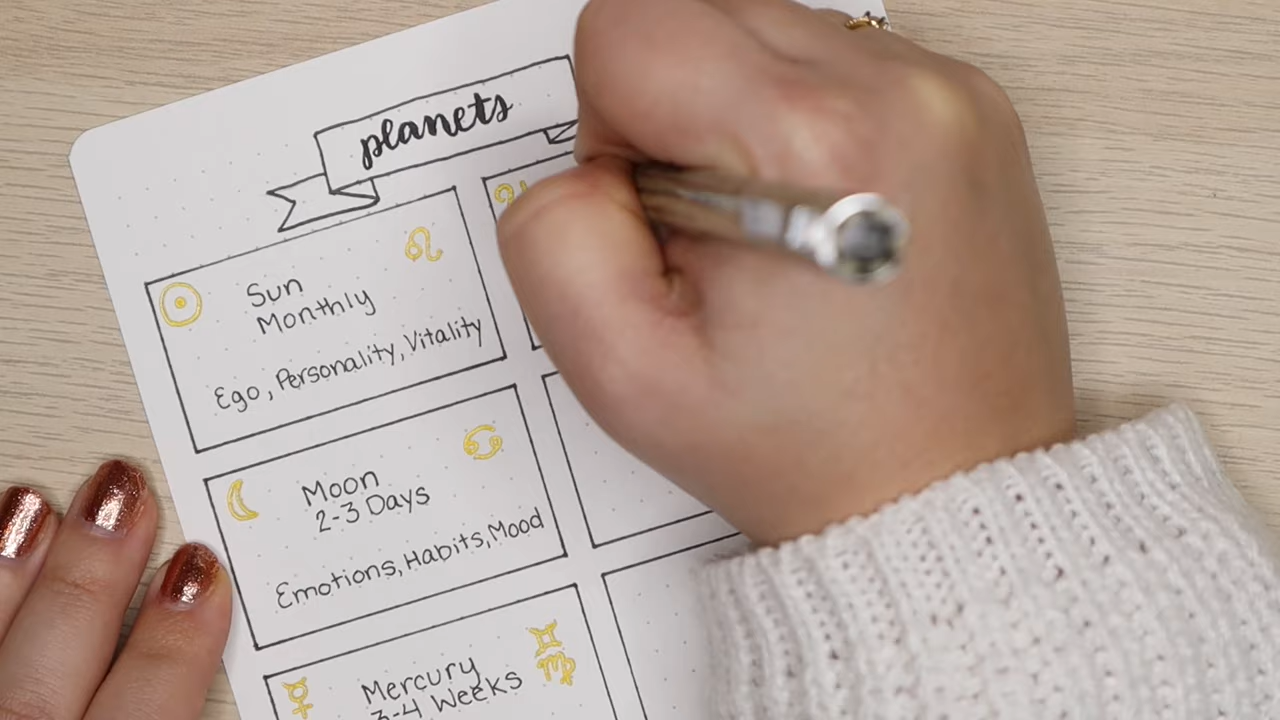 planets
Sun
Monthly
Ego, Personality, Vitality
Moon
2-3 Days
Emotions, Habits, Mood
Mercury
3-4 Weeks